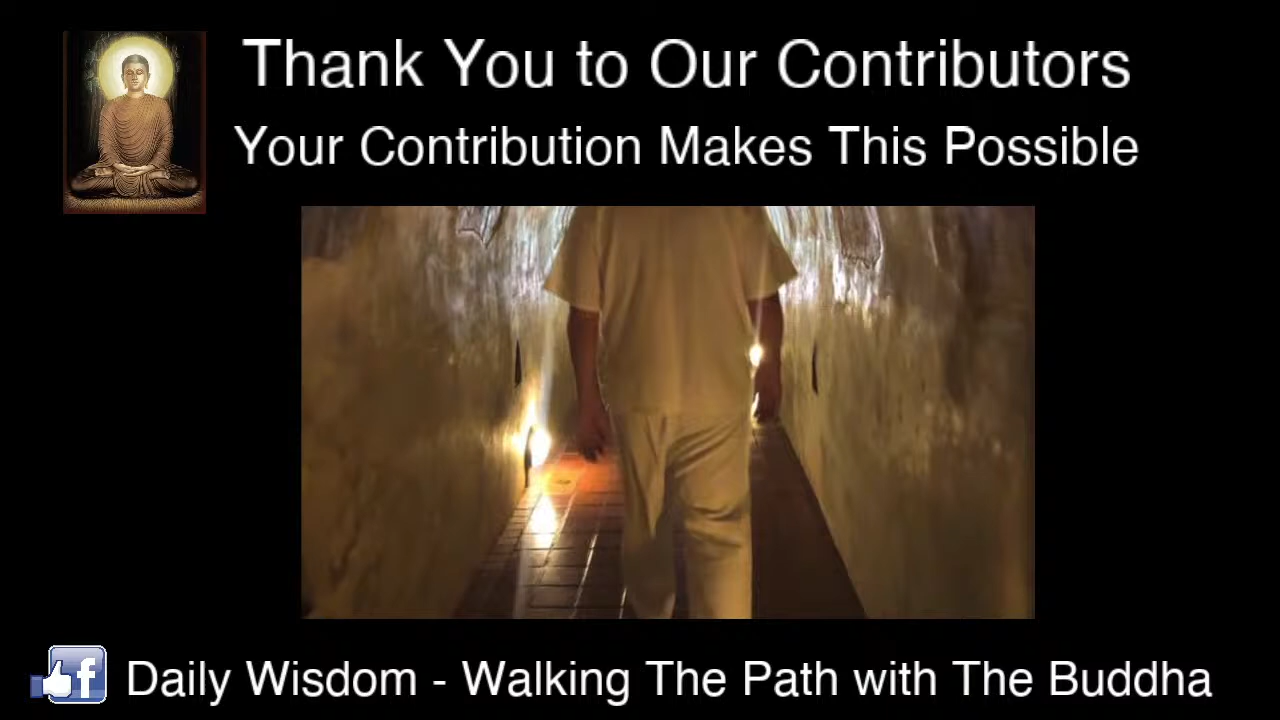 Thank You to Our Contributors
Your Contribution Makes This Possible
f Daily Wisdom - Walking The Path with The Buddha